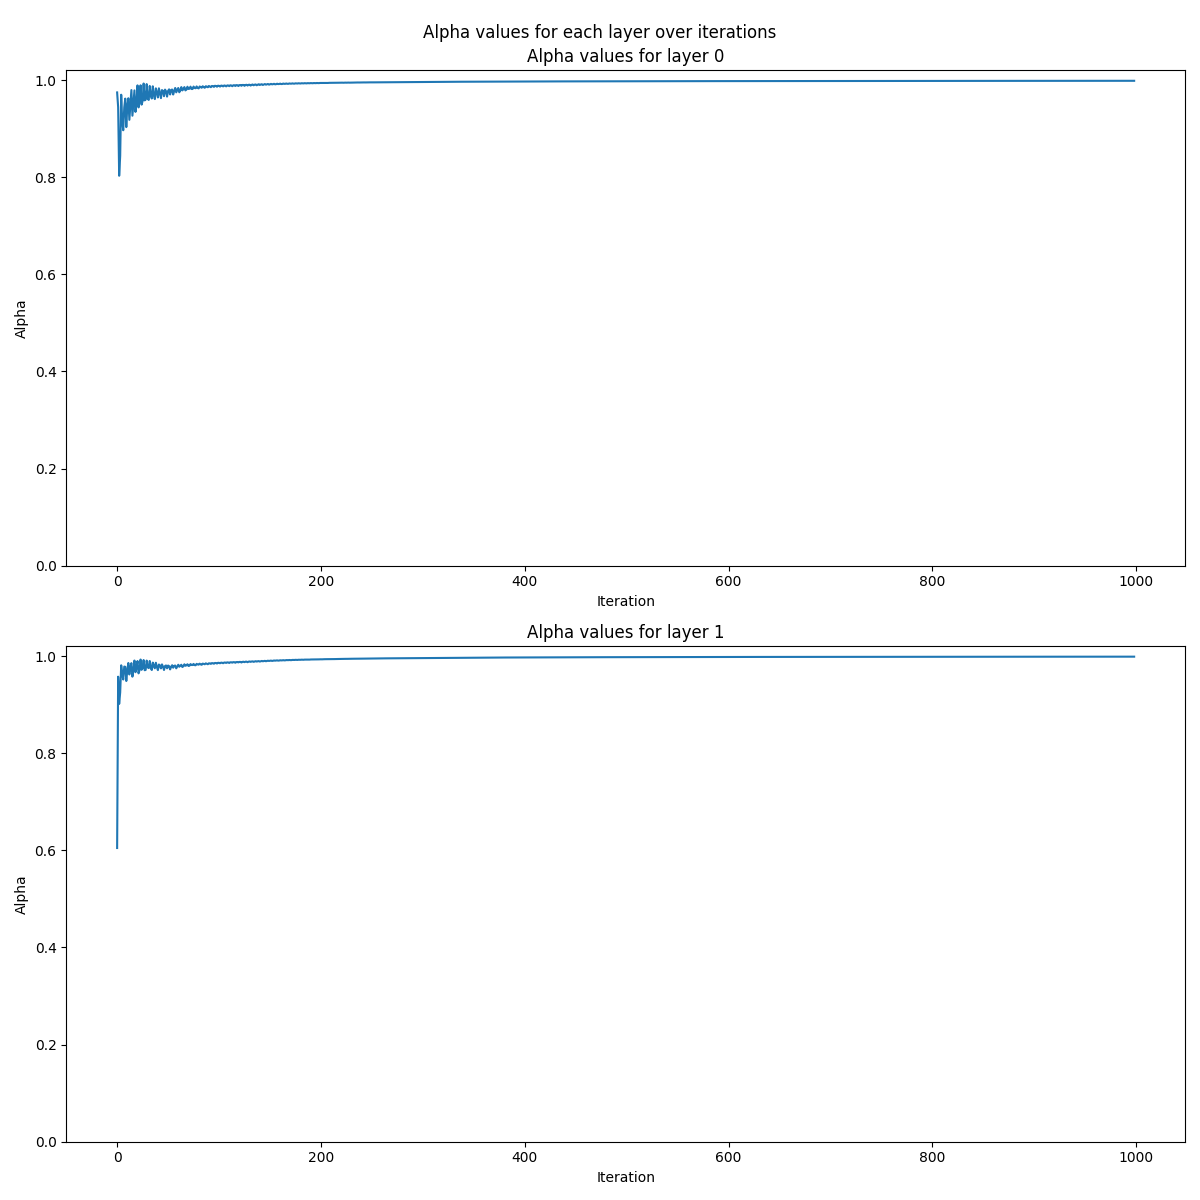 Alpha values for each layer over iterations
Alpha values for layer 0
1.0
0.8
0.6
0.4
0.2
0.0
Alpha
0 200 400 600 800 1000
Iteration
Alpha values for layer 1
1.0
0.8
0.6
0.4
0.2
0.0
Alpha
0 200 400 600 800 1000
Iteration